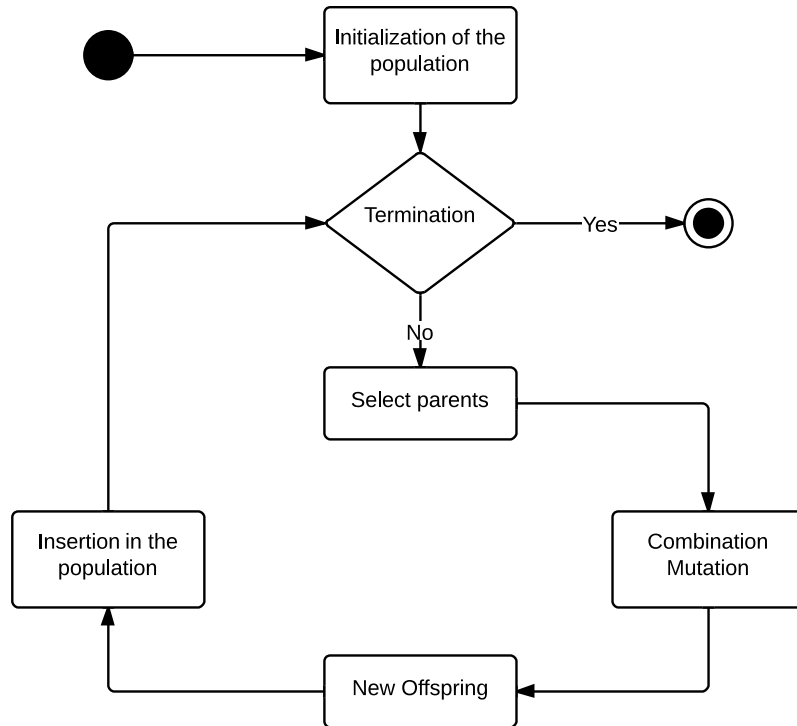 Initialization of the
population
Termination
Yes
No
Select parents
Combination
Mutation
New Offspring
Insertion in the
population